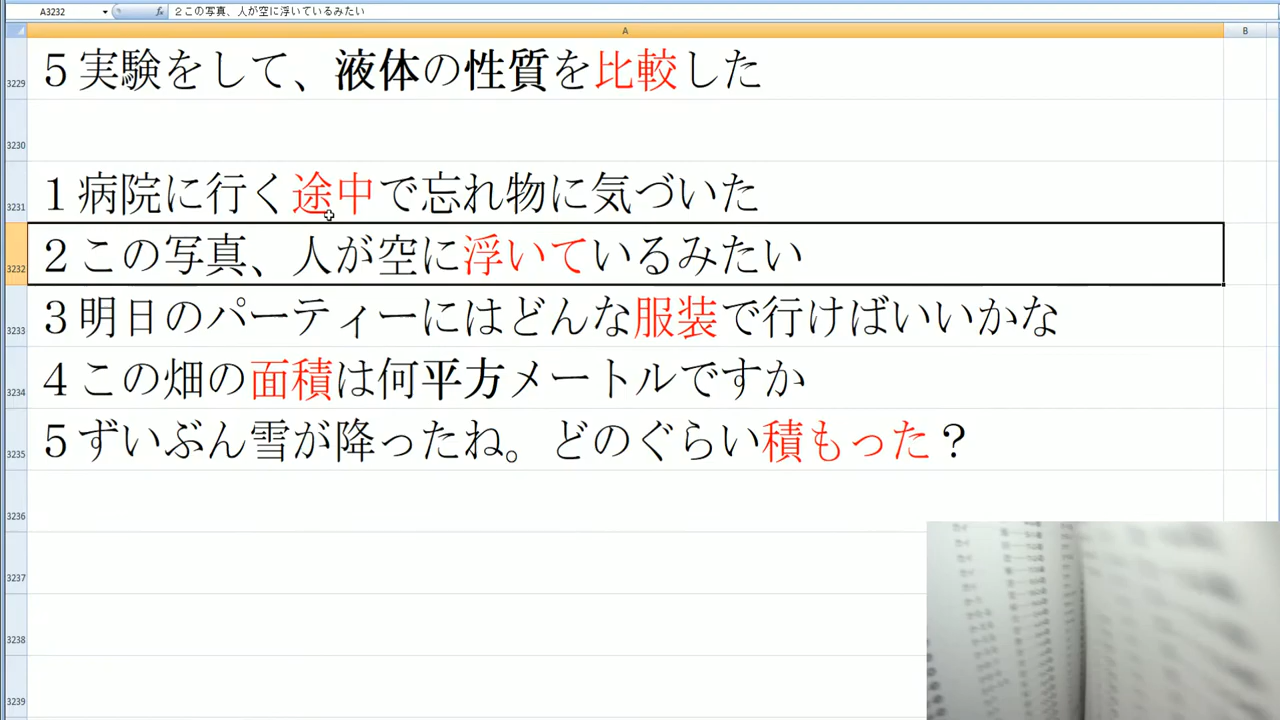 A3232 fx ２この写真、人が空に浮いているみたい
A B
3229 ５実験をして、液体の性質を比較した
3230
3231 １病院に行く途中で忘れ物に気づいた
3232 ２この写真、人が空に浮いているみたい
3233 ３明日のパーティーにはどんな服装で行けばいいかな
3234 ４この畑の面積は何平方メートルですか
3235 ５ずいぶん雪が降ったね。どのぐらい積もった？
3236
3237
3238
3239